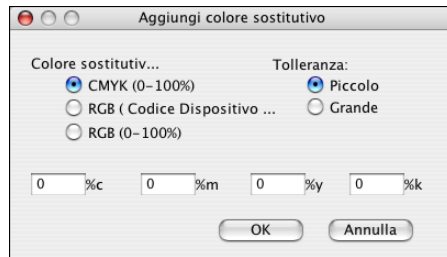 Aggiungi colore sostitutivo
Colore sostitutiv...
CMYK (0-100%)
RGB ( Codice Dispositivo ...
RGB (0-100%)
Tolleranza:
Piccolo
Grande
0 %c 0 %m 0 %y 0 %k
OK Annulla